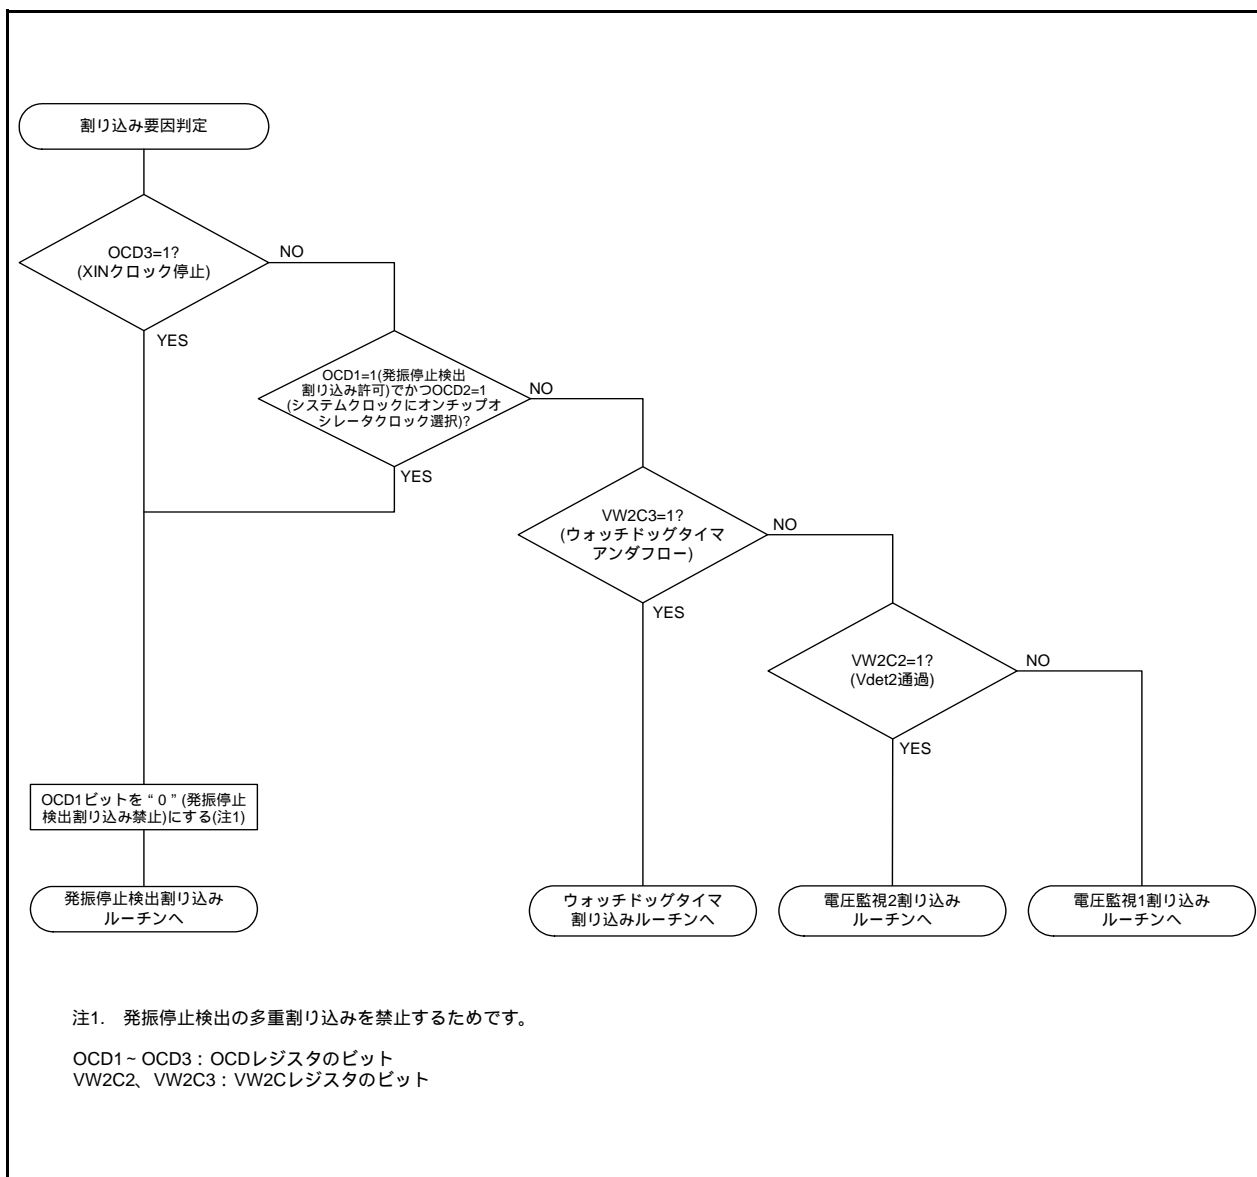 割り込み要因判定
OCD3=1?
(XINクロック停止)
NO
YES
OCD1=1(発振停止検出
割り込み許可)でかつOCD2=1
(システムクロックにオンチップオ
シレータクロック選択)?
NO
YES
VW2C3=1?
(ウォッチドッグタイマ
アンダフロー)
NO
YES
VW2C2=1?
(Vdet2通過)
NO
YES
OCD1ビットを“0”(発振停止
検出割り込み禁止)にする(注1)
発振停止検出割り込み
ルーチンへ
ウォッチドッグタイマ
割り込みルーチンへ
電圧監視2割り込み
ルーチンへ
電圧監視1割り込み
ルーチンへ
注1. 発振停止検出の多重割り込みを禁止するためです。
OCD1~OCD3:OCDレジスタのビット
VW2C2、VW2C3:VW2Cレジスタのビット